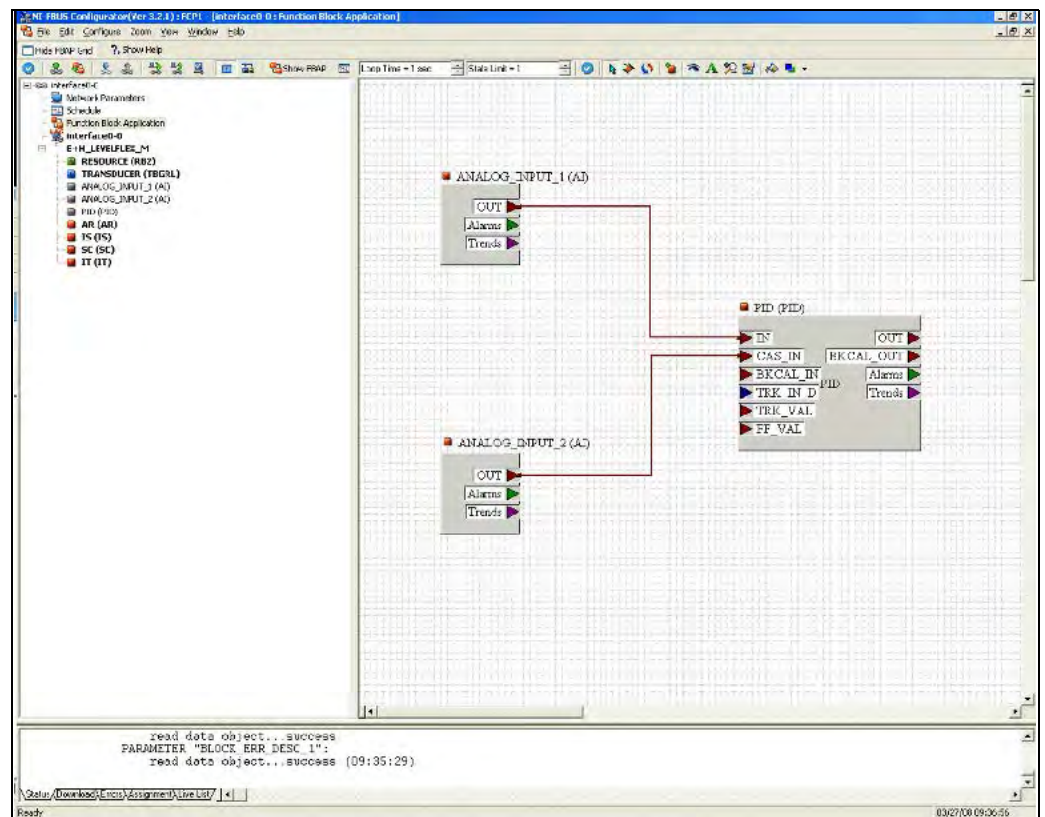 NI-FBUS Configurator(Ver 3.2.1) : FCP1 - [interface0-0 : Function Block Application]
File Edit Configure Zoom View Window Help
Hide FBAP Grid ? Show Help
Show FBAP Loop Time = 1 sec Stale Limit = 1
interface0-0
Network Parameters
Schedule
Function Block Application
interface0-0
E+H_LEVELFLEX_M
RESOURCE (RB2)
TRANSDUCER (TBGRL)
ANALOG_INPUT_1 (AI)
ANALOG_INPUT_2 (AI)
PID (PID)
AR (AR)
IS (IS)
SC (SC)
IT (IT)
ANALOG_INPUT_1 (AI)
OUT
Alarms
Trends
PID (PID)
IN OUT
CAS_IN BKCAL_OUT
BKCAL_IN Alarms
PID
TRK_IN_D Trends
TRK_VAL
FF_VAL
ANALOG_INPUT_2 (AI)
OUT
Alarms
Trends
read data object...success
PARAMETER "BLOCK_ERR_DESC_1":
read data object...success (09:35:29)
Status Download Errors Assignment Live List
Ready 03/27/08 09:36:56